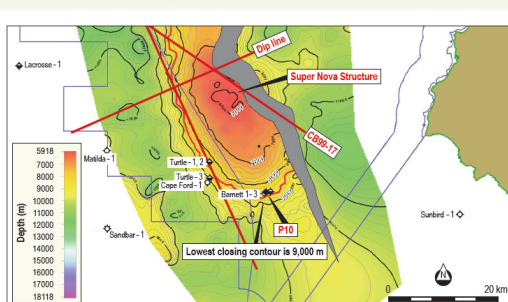 Dip line
Lacrosse - 1
Super Nova Structure
CB99-17
5918
7000
8000
9000
10000
11000
12000
13000
14000
15000
16000
17000
18118
Depth (m)
Matilda - 1
Turtle - 1, 2
Turtle - 3
Cape Ford - 1
Barnett 1- 3
P10
Sandbar - 1
Sunbird - 1
Lowest closing contour is 9,000 m
N
0 20 km